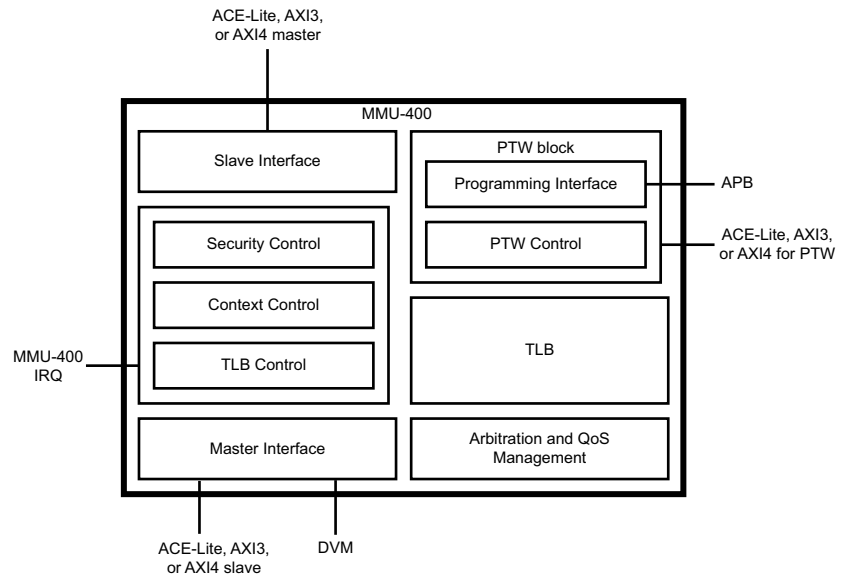 ACE-Lite, AXI3,
or AXI4 master
MMU-400
Slave Interface
PTW block
Programming Interface
APB
PTW Control
ACE-Lite, AXI3,
or AXI4 for PTW
Security Control
Context Control
TLB Control
MMU-400
IRQ
TLB
Master Interface
Arbitration and QoS
Management
ACE-Lite, AXI3,
or AXI4 slave
DVM